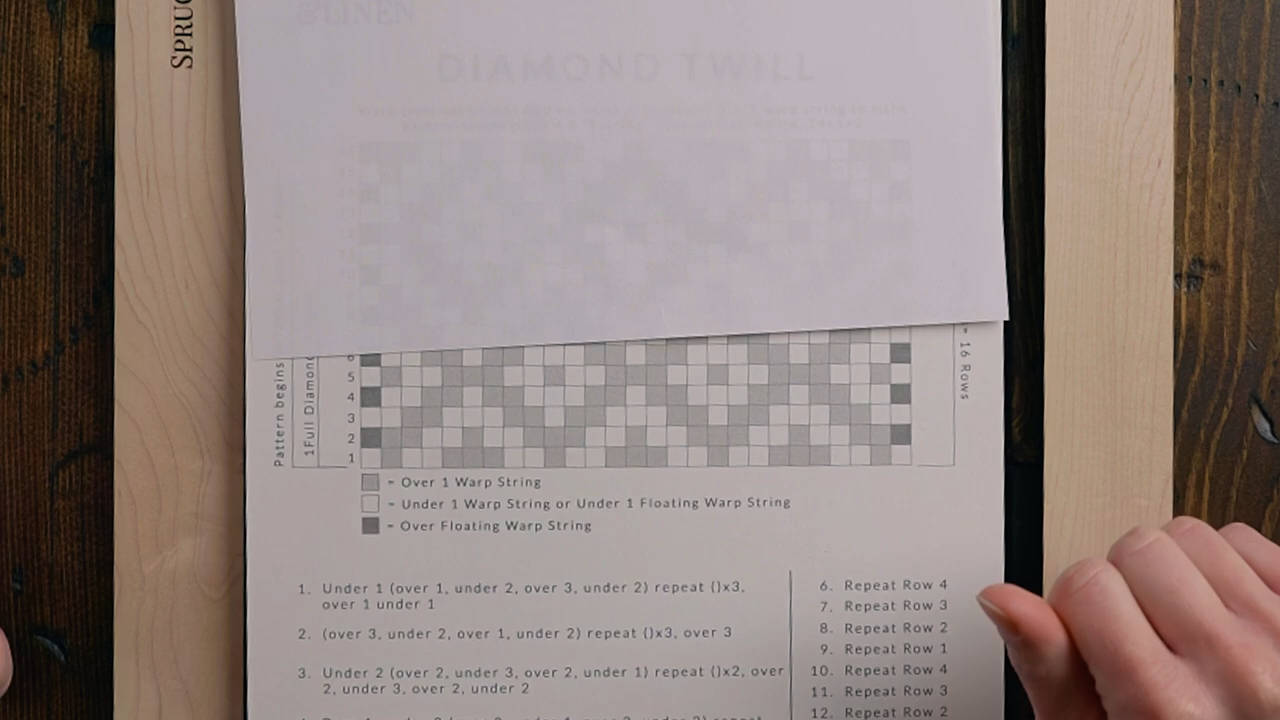 SPRUC
&LINEN
DIAMOND TWILL
Pattern begins
1Full Diamond
= 16 Rows
6
5
4
3
2
1
- Over 1 Warp String
- Under 1 Warp String or Under 1 Floating Warp String
- Over Floating Warp String
1. Under 1 (over 1, under 2, over 3, under 2) repeat ()x3,
over 1 under 1
2. (over 3, under 2, over 1, under 2) repeat ()x3, over 3
3. Under 2 (over 2, under 3, over 2, under 1) repeat ()x2, over
2, under 3, over 2, under 2
6. Repeat Row 4
7. Repeat Row 3
8. Repeat Row 2
9. Repeat Row 1
10. Repeat Row 4
11. Repeat Row 3
12. Repeat Row 2